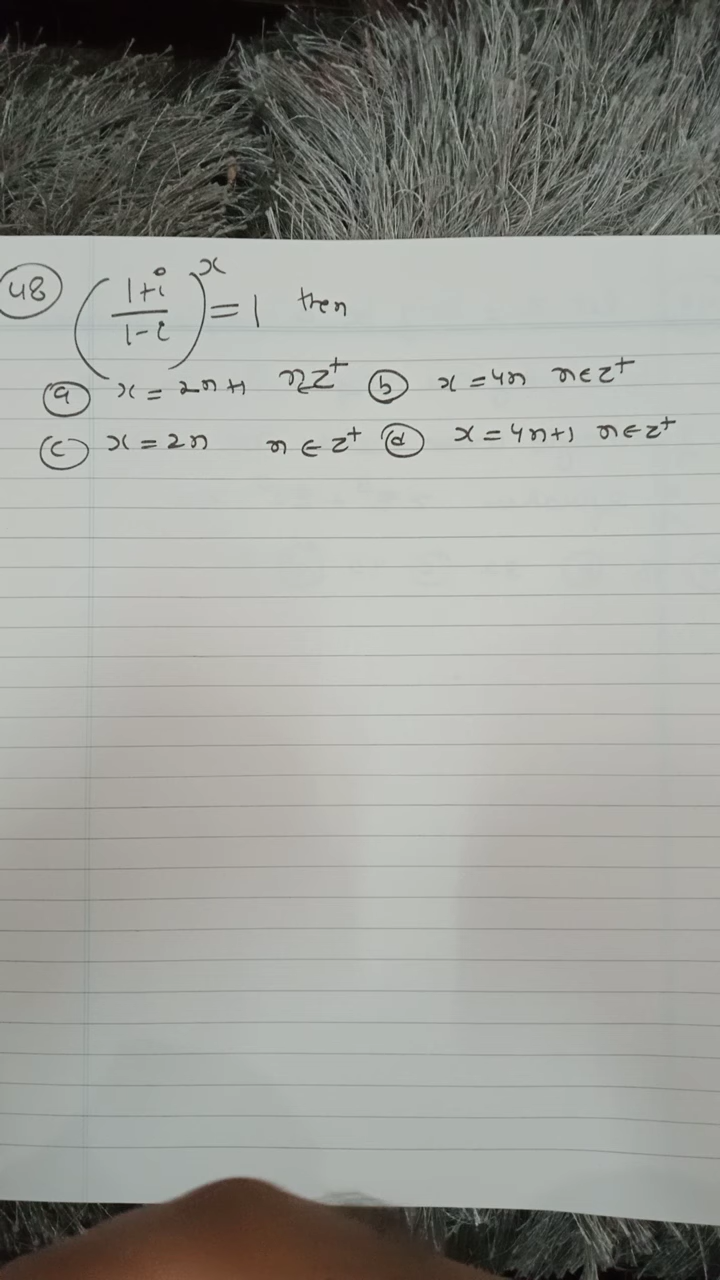 48 (1+i/1-i)^x = 1 then
(a) x = 2n+1 n Z+ (b) x = 4n n ∈ Z+
(c) x = 2n n ∈ Z+ (d) x = 4n+1 n ∈ Z+